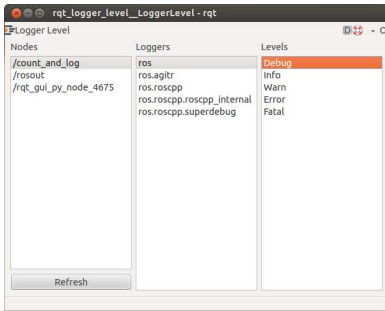 rqt_logger_level__LoggerLevel - rqt
Logger Level
D
- O
Nodes
/count_and_log
/rosout
/rqt_gui_py_node_4675
Refresh
Loggers
ros
ros.agitr
ros.roscpp
ros.roscpp.roscpp_internal
ros.roscpp.superdebug
Levels
Debug
Info
Warn
Error
Fatal